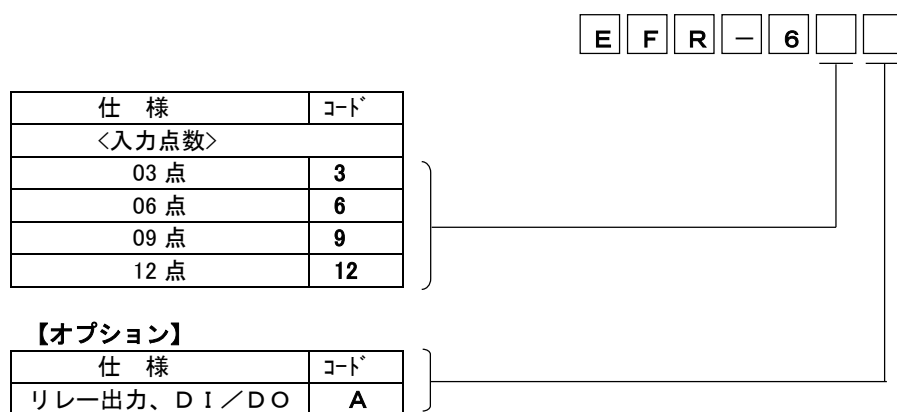 EFR-6
仕　様　コード
<入力点数>
03 点　3
06 点　6
09 点　9
12 点　12
【オプション】
仕　様　コード
リレー出力、ＤＩ／ＤＯ　A